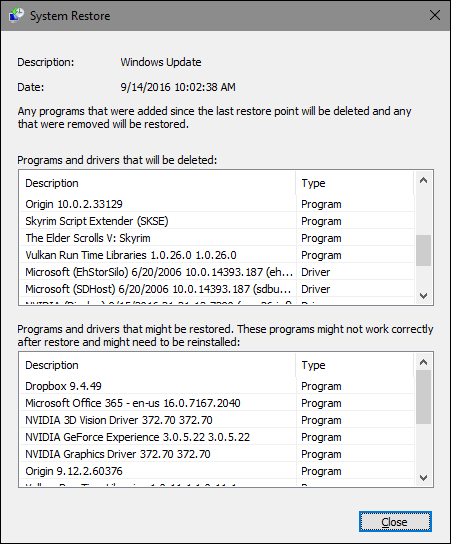 System Restore
Description: Windows Update
Date: 9/14/2016 10:02:38 AM
Any programs that were added since the last restore point will be deleted and any
that were removed will be restored.
Programs and drivers that will be deleted:
Description Type
Origin 10.0.2.33129 Program
Skyrim Script Extender (SKSE) Program
The Elder Scrolls V: Skyrim Program
Vulkan Run Time Libraries 1.0.26.0 1.0.26.0 Program
Microsoft (EhStorSilo) 6/20/2006 10.0.14393.187 (eh... Driver
Microsoft (SDHost) 6/20/2006 10.0.14393.187 (sdbu... Driver
Programs and drivers that might be restored. These programs might not work correctly
after restore and might need to be reinstalled:
Description Type
Dropbox 9.4.49 Program
Microsoft Office 365 - en-us 16.0.7167.2040 Program
NVIDIA 3D Vision Driver 372.70 372.70 Program
NVIDIA GeForce Experience 3.0.5.22 3.0.5.22 Program
NVIDIA Graphics Driver 372.70 372.70 Program
Origin 9.12.2.60376 Program
Close